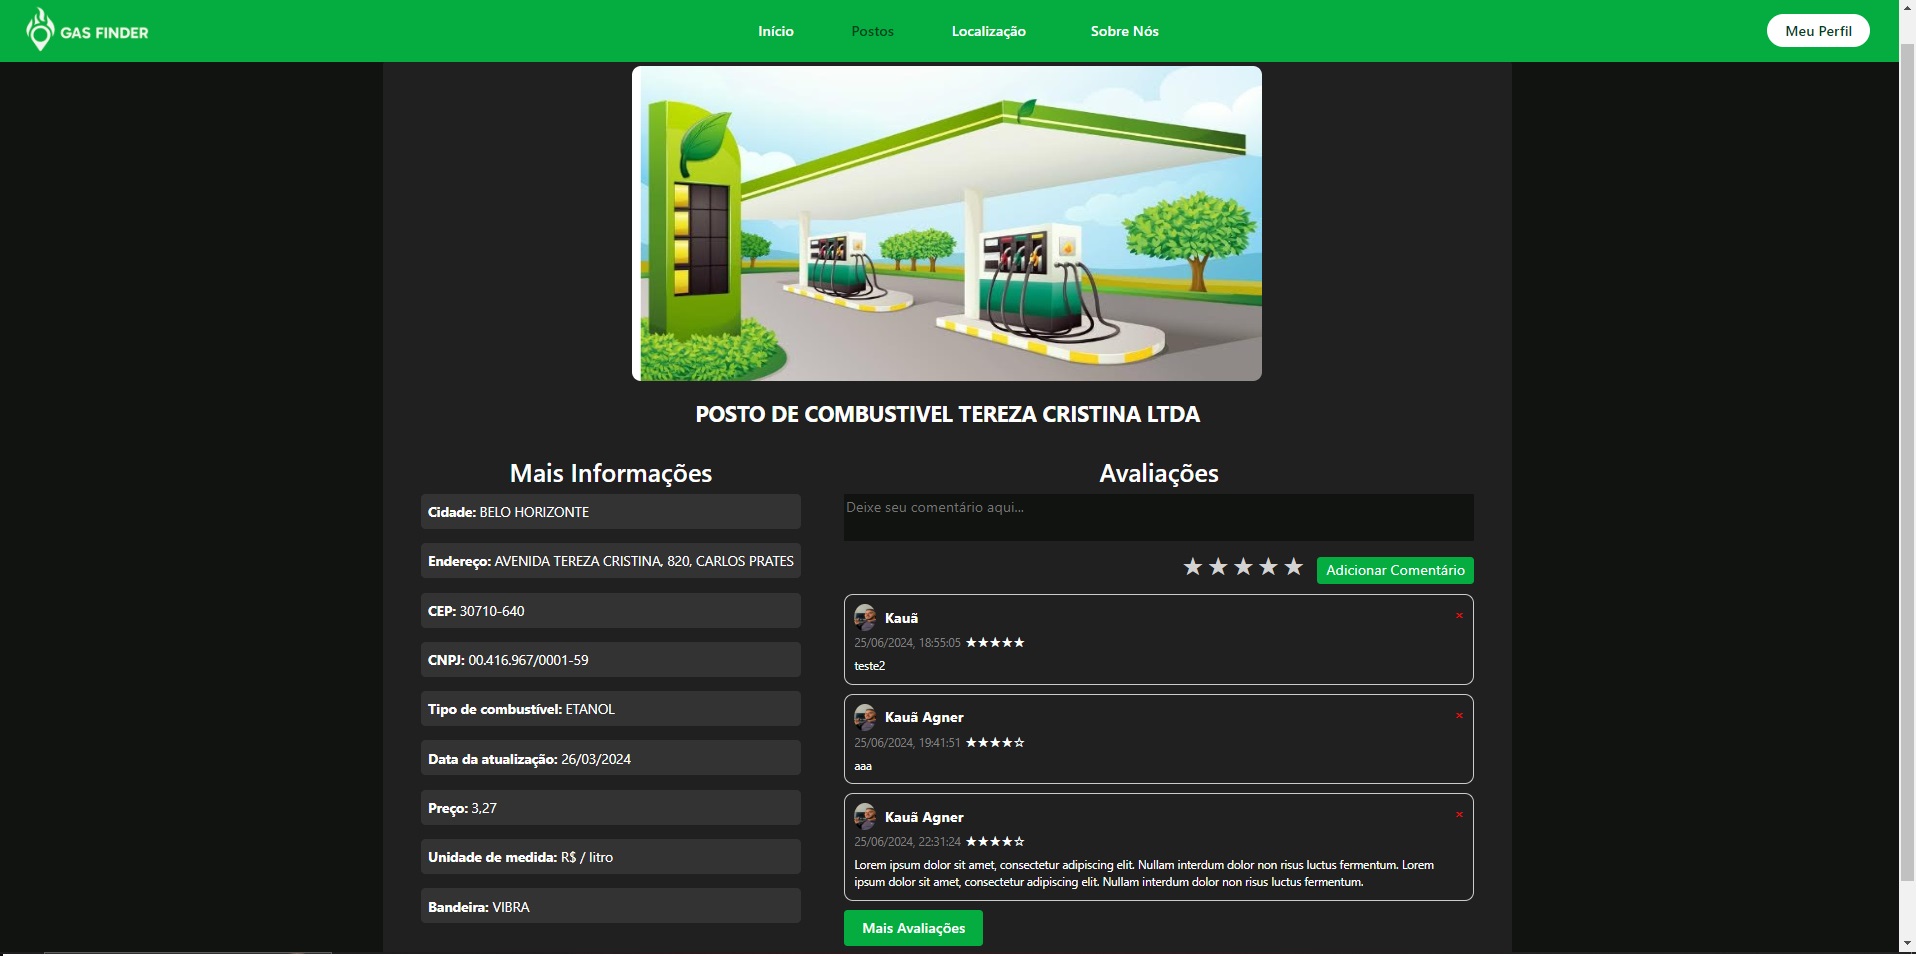 GAS FINDER
Início
Postos
Localização
Sobre Nós
Meu Perfil
POSTO DE COMBUSTIVEL TEREZA CRISTINA LTDA
Mais Informações
Cidade: BELO HORIZONTE
Endereço: AVENIDA TEREZA CRISTINA, 820, CARLOS PRATES
CEP: 30710-640
CNPJ: 00.416.967/0001-59
Tipo de combustível: ETANOL
Data da atualização: 26/03/2024
Preço: 3,27
Unidade de medida: R$ / litro
Bandeira: VIBRA
Avaliações
Deixe seu comentário aqui...
★ ★ ★ ★ ★ Adicionar Comentário
Kauã ×
25/06/2024, 18:55:05 ★★★★★
teste2
Kauã Agner ×
25/06/2024, 19:41:51 ★★★★☆
aaa
Kauã Agner ×
25/06/2024, 22:31:24 ★★★★☆
Lorem ipsum dolor sit amet, consectetur adipiscing elit. Nullam interdum dolor non risus luctus fermentum. Lorem
ipsum dolor sit amet, consectetur adipiscing elit. Nullam interdum dolor non risus luctus fermentum.
Mais Avaliações